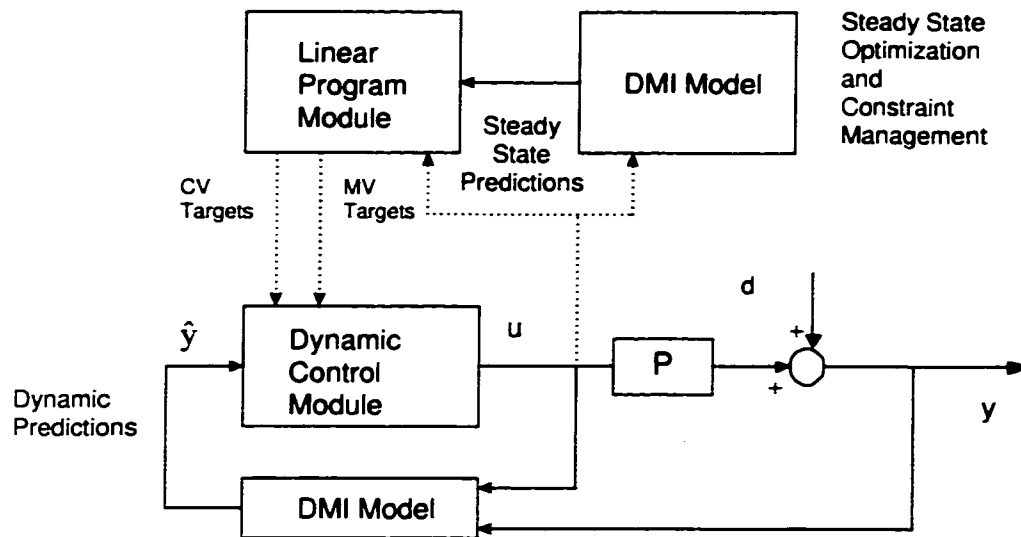 Linear
Program
Module
DMI Model
Steady State
Optimization
and
Constraint
Management
Steady
State
Predictions
CV
Targets
MV
Targets
ŷ
Dynamic
Control
Module
u
P
d
+
+
y
Dynamic
Predictions
DMI Model